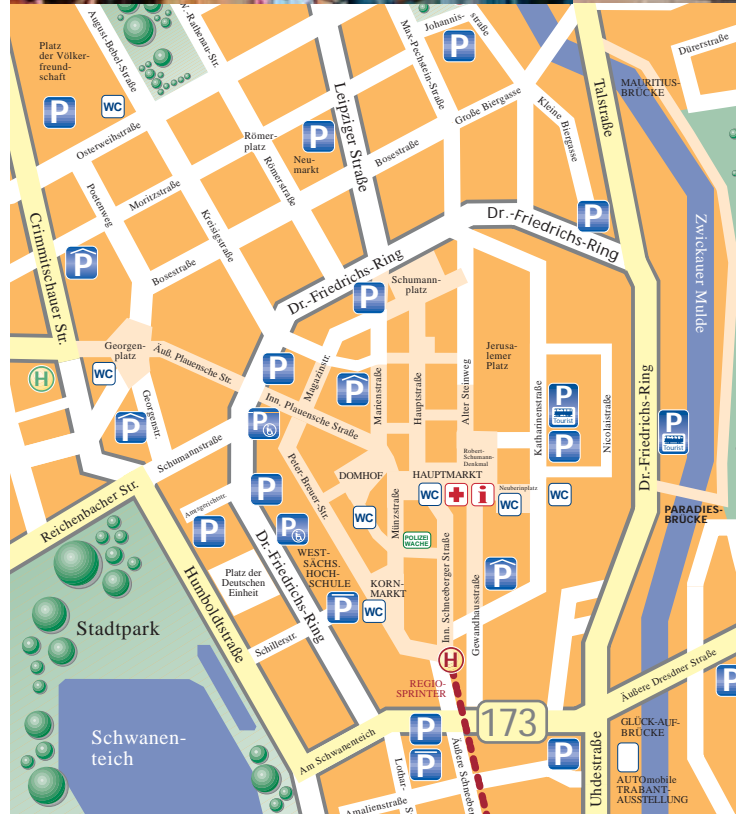 Platz
der Völker-
freund-
schaft
August-Bebel-Straße
W.-Rathenau-Str.
Johannis-
straße
Max-Pechstein-Straße
P
Dürerstraße
MAURITIUS-
BRÜCKE
Talstraße
P
WC
Osterweihstraße
Römer-
platz
P
Neu-
markt
Leipziger Straße
Große Biergasse
Kleine Biergasse
Bosestraße
Römerstraße
Moritzstraße
Poetenweg
Kreisigstraße
P
Dr.-Friedrichs-Ring
Zwickauer Mulde
Crimmitschauer Str.
P
Bosestraße
Dr.-Friedrichs-Ring
Schumann-
platz
P
Georgen-
platz
Äuß. Plauensche Str.
H
WC
P
Magazinstr.
P
Marienstraße
Hauptstraße
Alter Steinweg
Jerusa-
lemer
Platz
Katharinenstraße
P
Tourist
Nicolaistraße
Dr.-Friedrichs-Ring
P
Tourist
Georgenstr.
P
Inn. Plauensche Straße
P
P
Schumannstraße
Peter-Breuer-Str.
Robert-
Schumann-
Denkmal
DOMHOF
HAUPTMARKT
Neuberinplatz
WC
i
WC
WC
Reichenbacher Str.
P
Amtsgerichtsstr.
P
P
WC
Münzstraße
POLIZEI
WACHE
PARADIES-
BRÜCKE
Dr.-Friedrichs-Ring
WEST-
SÄCHS.
HOCH-
SCHULE
KORN-
MARKT
P
WC
Inn. Schneeberger Straße
Gewandhausstraße
P
Platz der
Deutschen
Einheit
Humboldtstraße
Schillerstr.
Stadtpark
H
REGIO-
SPRINTER
Äußere Dresdner Straße
P
Schwanen-
teich
Am Schwanenteich
P
173
P
P
Uhdestraße
GLÜCK-AUF-
BRÜCKE
Lothar-
S
Äußere Schneeber
Amalienstraße
AUTOmobile
TRABANT-
AUSSTELLUNG